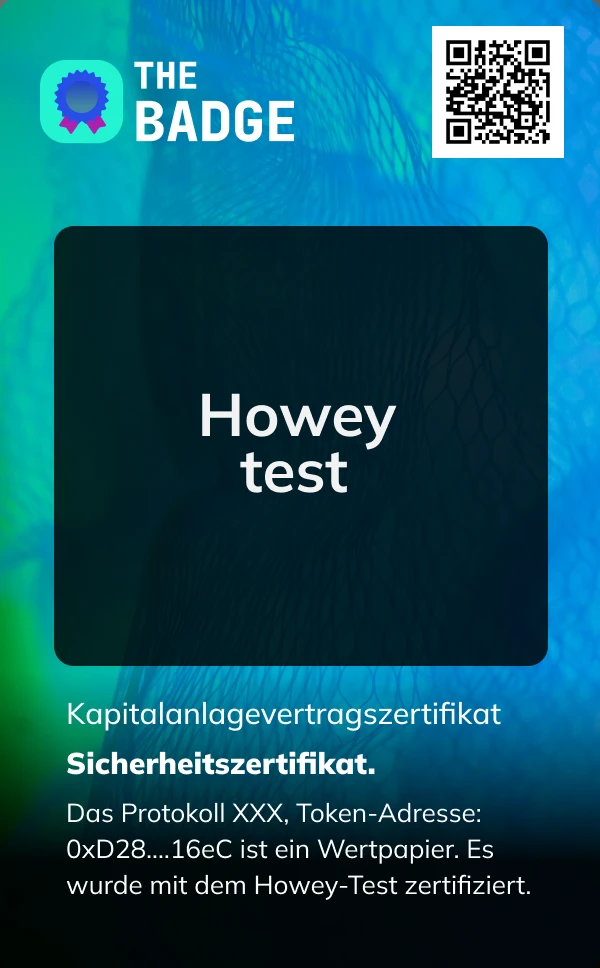 THE
BADGE
Howey
test
Kapitalanlagevertragszertifikat
Sicherheitszertifikat.
Das Protokoll XXX, Token-Adresse:
0xD28....16eC ist ein Wertpapier. Es
wurde mit dem Howey-Test zertifiziert.